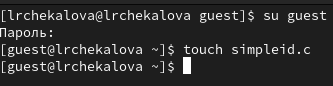 [lrchekalova@lrchekalova guest]$ su guest
Пароль:
[guest@lrchekalova ~]$ touch simpleid.c
[guest@lrchekalova ~]$